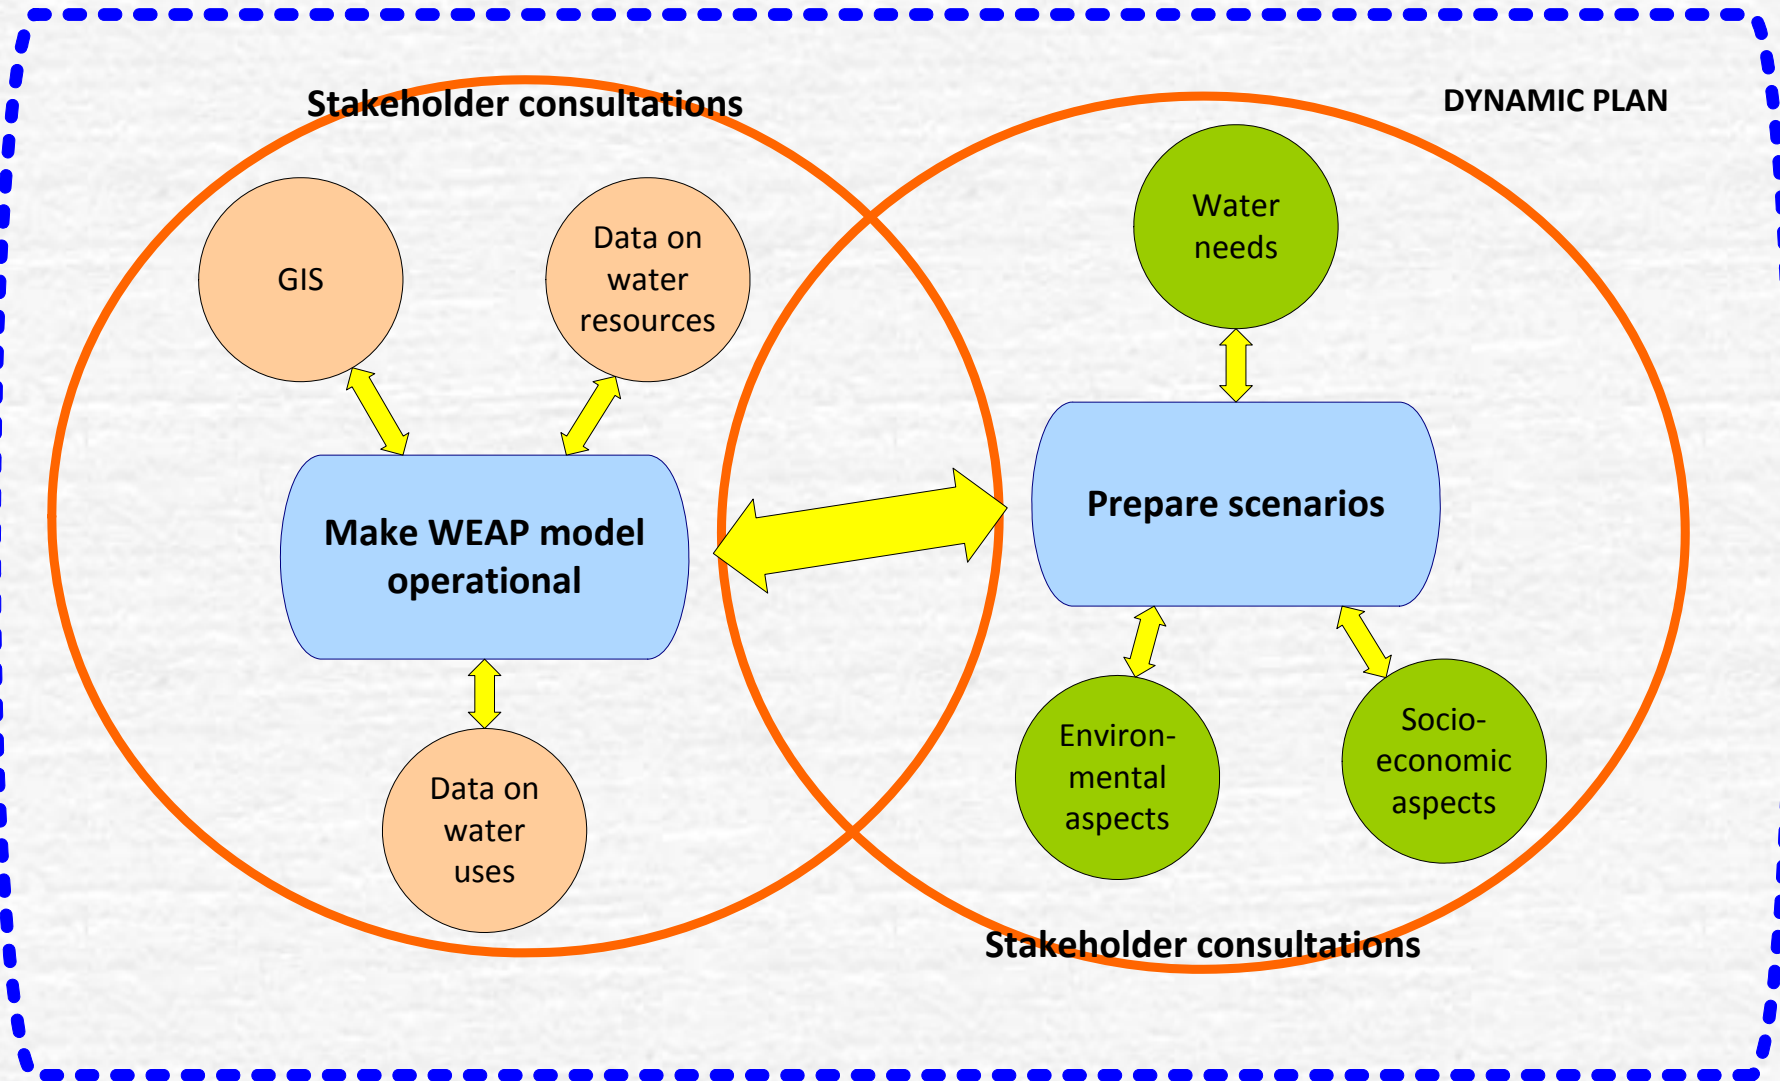 Stakeholder consultations
DYNAMIC PLAN
GIS
Data on
water
resources
Make WEAP model
operational
Data on
water
uses
Water
needs
Prepare scenarios
Environ-
mental
aspects
Socio-
economic
aspects
Stakeholder consultations